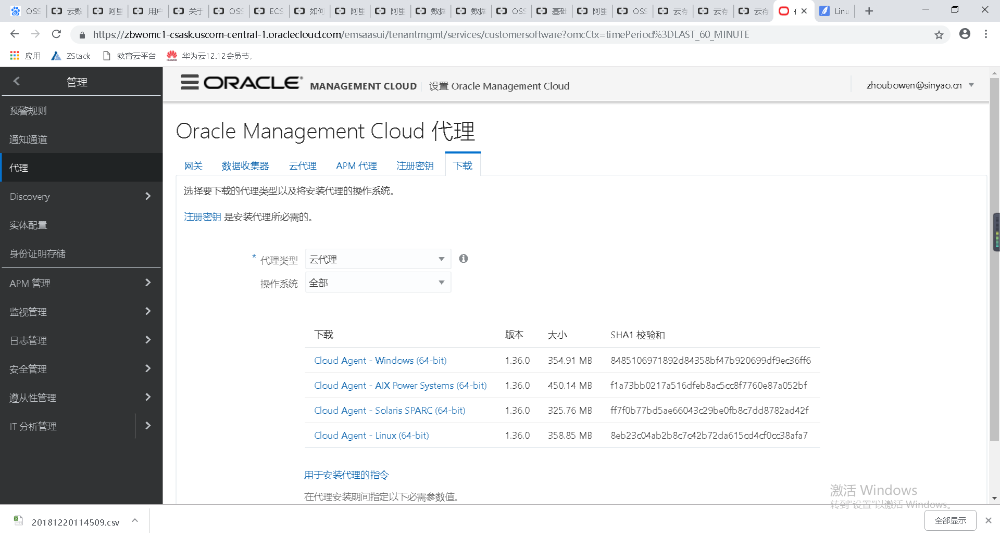 OSS
云数
阿里
用户
关于
OSS
ECS
如何
阿里
阿里
数据
数据
OSS
基础
阿里
OSS
云存
云存
云存
Linu
https://zbwomc1-csask.uscom-central-1.oraclecloud.com/emsaasui/tenantmgmt/services/customersoftware?omcCtx=timePeriod%3DLAST_60_MINUTE
应用 ZStack 教育云平台 华为云12.12会员节,
管理
预警规则
通知通道
代理
Discovery
实体配置
身份证明存储
APM 管理
监视管理
日志管理
安全管理
遵从性管理
IT 分析管理
ORACLE MANAGEMENT CLOUD 设置 Oracle Management Cloud
zhoubowen@sinyao.cn
Oracle Management Cloud 代理
网关 数据收集器 云代理 APM 代理 注册密钥 下载
选择要下载的代理类型以及将安装代理的操作系统。
注册密钥 是安装代理所必需的。
* 代理类型 云代理
操作系统 全部
下载 版本 大小 SHA1 校验和
Cloud Agent - Windows (64-bit) 1.36.0 354.91 MB 8485106971892d84358bf47b920699df9ec36ff6
Cloud Agent - AIX Power Systems (64-bit) 1.36.0 450.14 MB f1a73bb0217a516dfeb8ac5cc8f7760e87a052bf
Cloud Agent - Solaris SPARC (64-bit) 1.36.0 325.76 MB ff7f0b77bd5ae66043c29be0fb8c7dd8782ad42f
Cloud Agent - Linux (64-bit) 1.36.0 358.85 MB 8eb23c04ab2b8c7c42b72da615cd4cf0cc38afa7
用于安装代理的指令
在代理安装期间指定以下必需参数值。
激活 Windows
转到“设置”以激活 Windows。
20181220114509.csv
全部显示